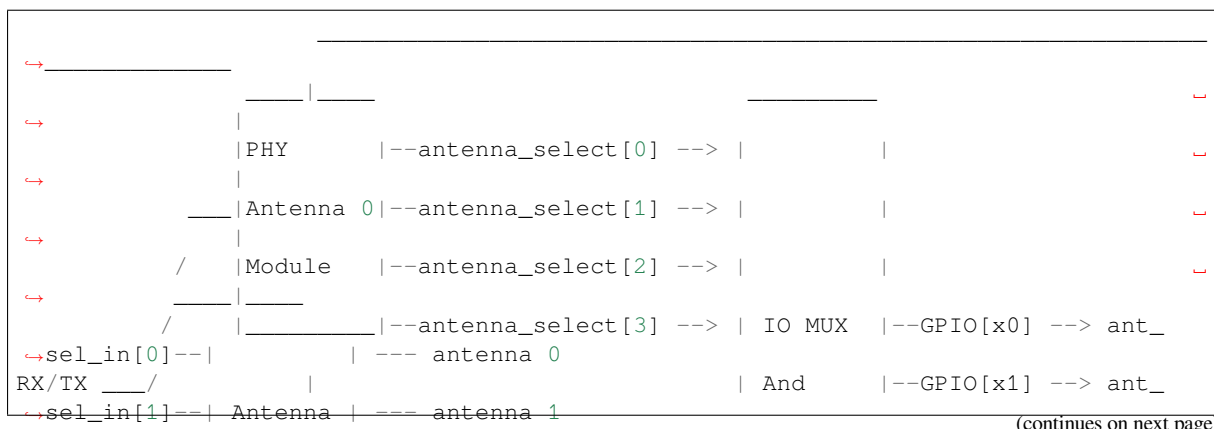 ______________________________________________________________
↪_____________
____|____ _________ ␣
↪ |
|PHY |--antenna_select[0] --> | | ␣
↪ |
___|Antenna 0|--antenna_select[1] --> | | ␣
↪ |
/ |Module |--antenna_select[2] --> | | ␣
↪ ____|____
/ |_________|--antenna_select[3] --> | IO MUX |--GPIO[x0] --> ant_
↪sel_in[0]--| | --- antenna 0
RX/TX ___/ | | And |--GPIO[x1] --> ant_
↪sel_in[1]--| Antenna | --- antenna 1
(continues on next page